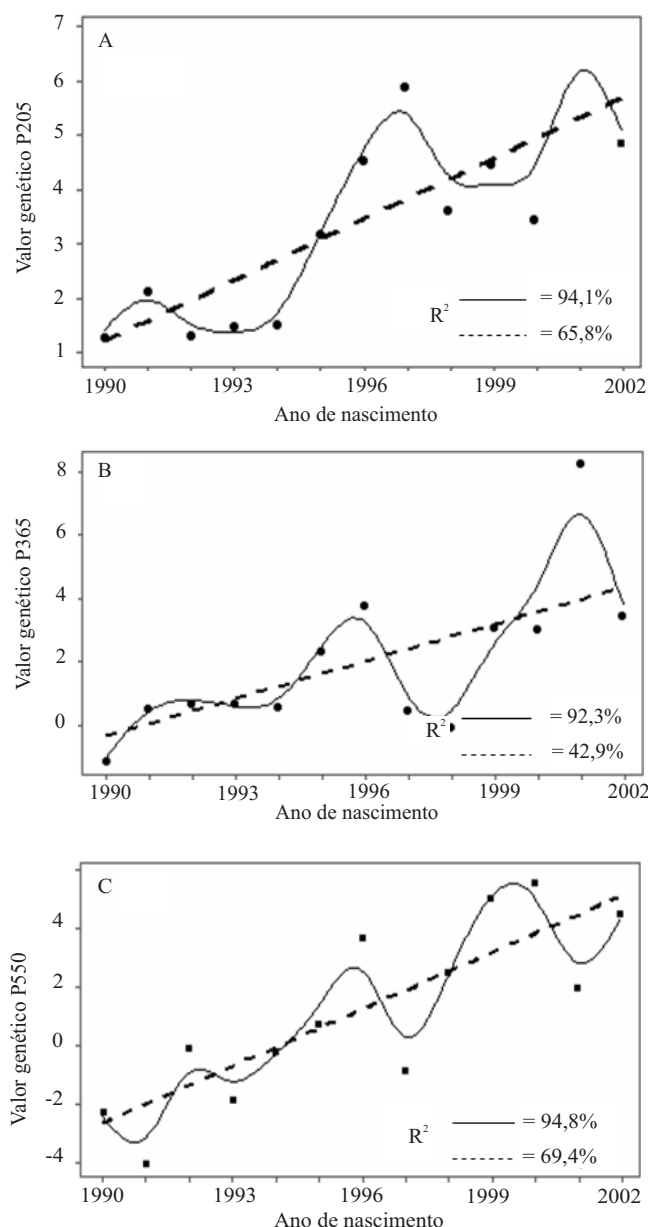 7
A
6
5
4
3
2
1
Valor genético P205
R²
= 94,1%
= 65,8%
1990 1993 1996 1999 2002
Ano de nascimento
8
B
6
4
2
0
Valor genético P365
R²
= 92,3%
= 42,9%
1990 1993 1996 1999 2002
Ano de nascimento
C
4
2
0
-2
-4
Valor genético P550
R²
= 94,8%
= 69,4%
1990 1993 1996 1999 2002
Ano de nascimento